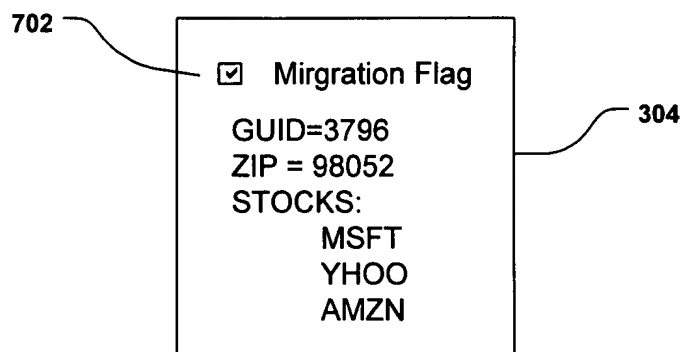 702
Mirgration Flag
304
GUID=3796
ZIP = 98052
STOCKS:
MSFT
YHOO
AMZN